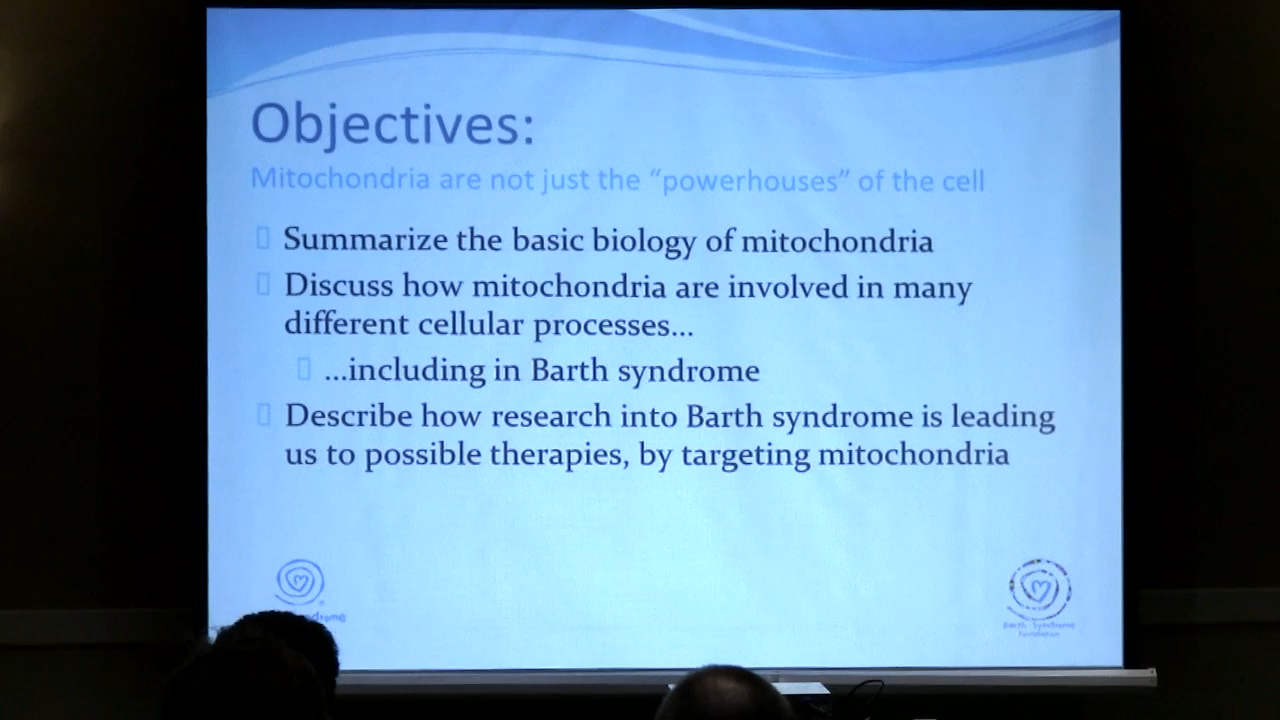 Objectives:
Mitochondria are not just the “powerhouses” of the cell
Summarize the basic biology of mitochondria
Discuss how mitochondria are involved in many
different cellular processes…
…including in Barth syndrome
Describe how research into Barth syndrome is leading
us to possible therapies, by targeting mitochondria
Barth Syndrome
Foundation